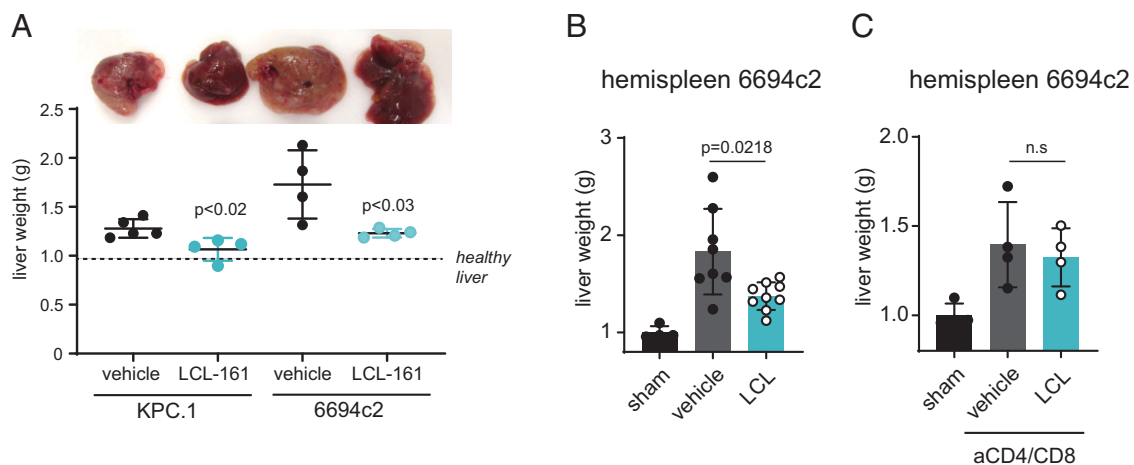 A
liver weight (g)
2.5
2.0
1.5
1.0
0.5
0
p<0.02
p<0.03
healthy
liver
vehicle LCL-161 vehicle LCL-161
KPC.1 6694c2
B
hemispleen 6694c2
liver weight (g)
3
2
1
p=0.0218
sham vehicle LCL
C
hemispleen 6694c2
liver weight (g)
2.0
1.5
1.0
n.s
sham vehicle LCL
aCD4/CD8